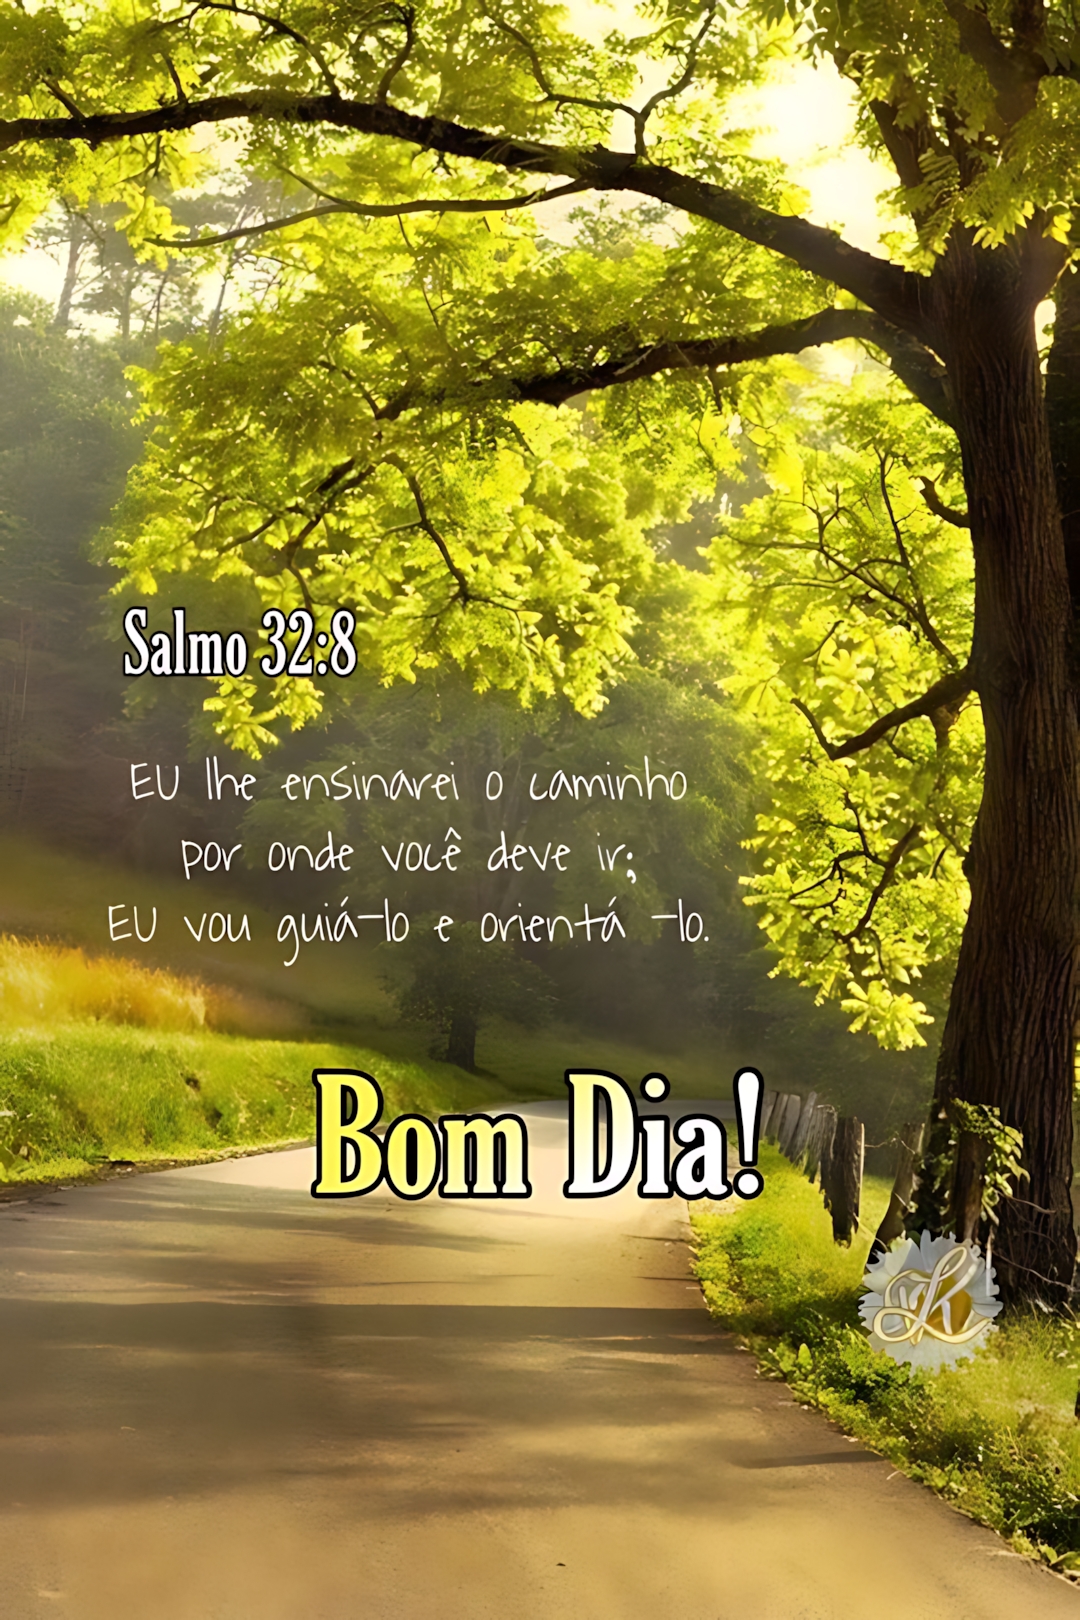 Salmo 32:8
EU lhe ensinarei o caminho
por onde você deve ir;
EU vou guiá-lo e orientá -lo.
Bom Dia!
LK